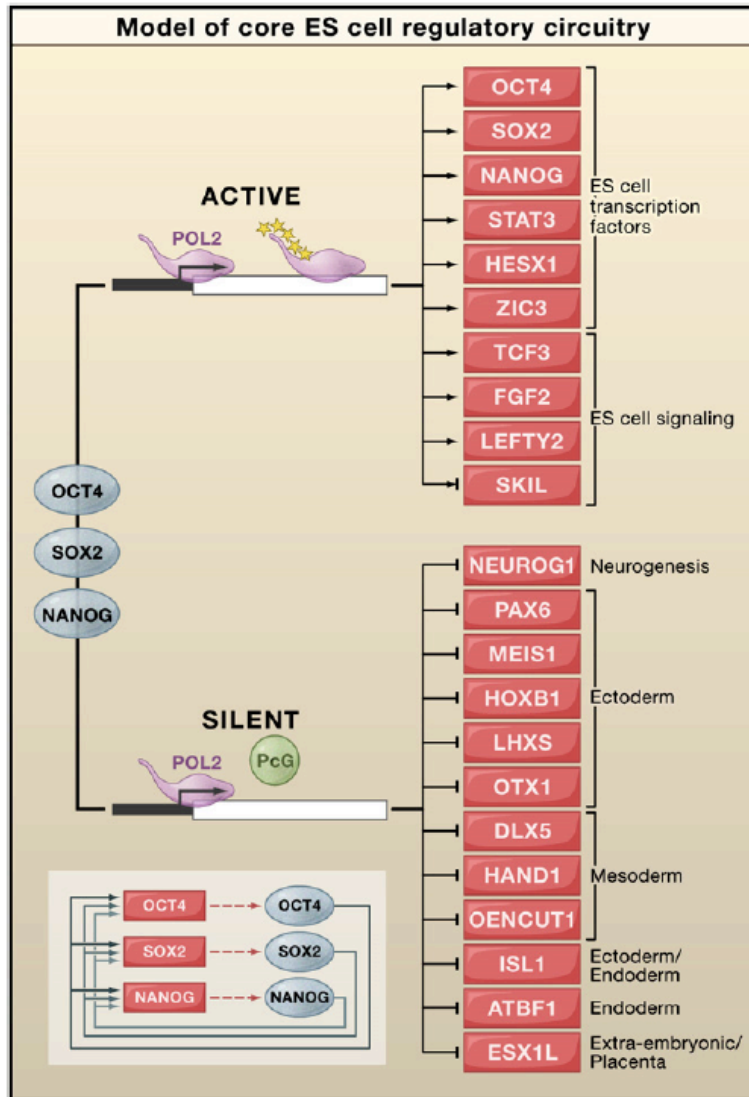 Model of core ES cell regulatory circuitry
ACTIVE
POL2
OCT4
SOX2
NANOG
STAT3
HESX1
ZIC3
ES cell
transcription
factors
TCF3
FGF2
LEFTY2
SKIL
ES cell signaling
OCT4
SOX2
NANOG
SILENT
POL2
PcG
NEUROG1
Neurogenesis
PAX6
MEIS1
HOXB1
LHXS
OTX1
Ectoderm
DLX5
HAND1
OENCUT1
Mesoderm
ISL1
Ectoderm/
Endoderm
ATBF1
Endoderm
ESX1L
Extra-embryonic/
Placenta
OCT4
OCT4
SOX2
SOX2
NANOG
NANOG